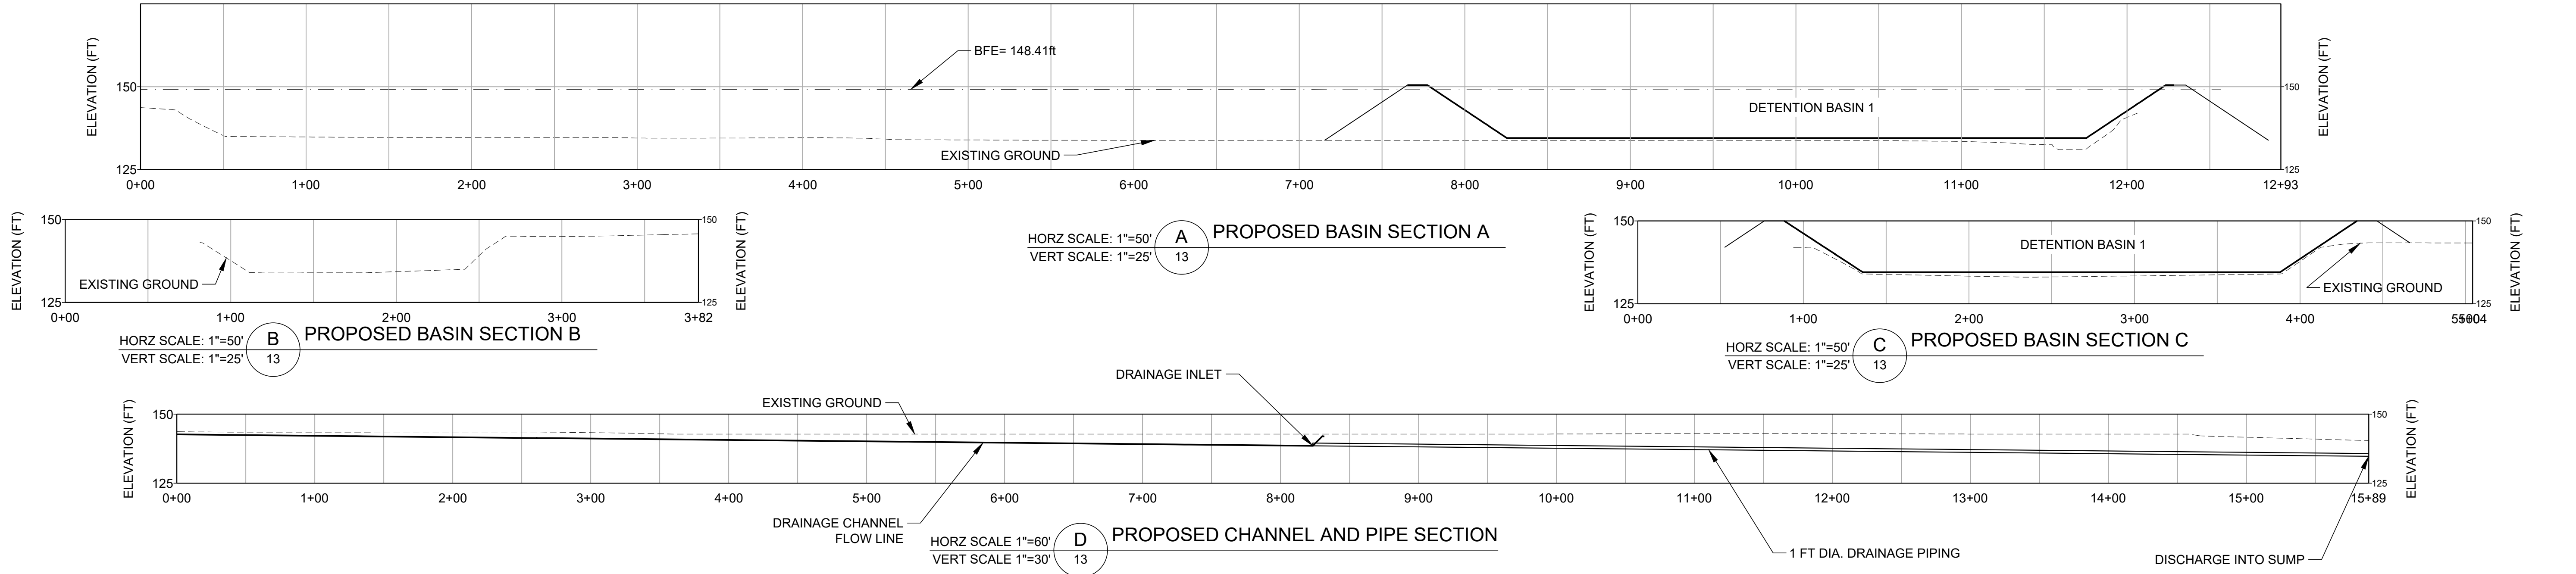 ELEVATION (FT)
150
125
BFE= 148.41ft
EXISTING GROUND
DETENTION BASIN 1
150
125
ELEVATION (FT)
0+00 1+00 2+00 3+00 4+00 5+00 6+00 7+00 8+00 9+00 10+00 11+00 12+00 12+93
HORZ SCALE: 1"=50'
VERT SCALE: 1"=25'
A
13
PROPOSED BASIN SECTION A
ELEVATION (FT)
150
125
EXISTING GROUND
150
125
ELEVATION (FT)
0+00 1+00 2+00 3+00 3+82
HORZ SCALE: 1"=50'
VERT SCALE: 1"=25'
B
13
PROPOSED BASIN SECTION B
ELEVATION (FT)
150
125
DETENTION BASIN 1
EXISTING GROUND
150
125
ELEVATION (FT)
0+00 1+00 2+00 3+00 4+00
HORZ SCALE: 1"=50'
VERT SCALE: 1"=25'
C
13
PROPOSED BASIN SECTION C
ELEVATION (FT)
150
125
EXISTING GROUND
DRAINAGE INLET
150
125
ELEVATION (FT)
0+00 1+00 2+00 3+00 4+00 5+00 6+00 7+00 8+00 9+00 10+00 11+00 12+00 13+00 14+00 15+00 15+89
DRAINAGE CHANNEL
FLOW LINE
1 FT DIA. DRAINAGE PIPING
DISCHARGE INTO SUMP
HORZ SCALE 1"=60'
VERT SCALE 1"=30'
D
13
PROPOSED CHANNEL AND PIPE SECTION